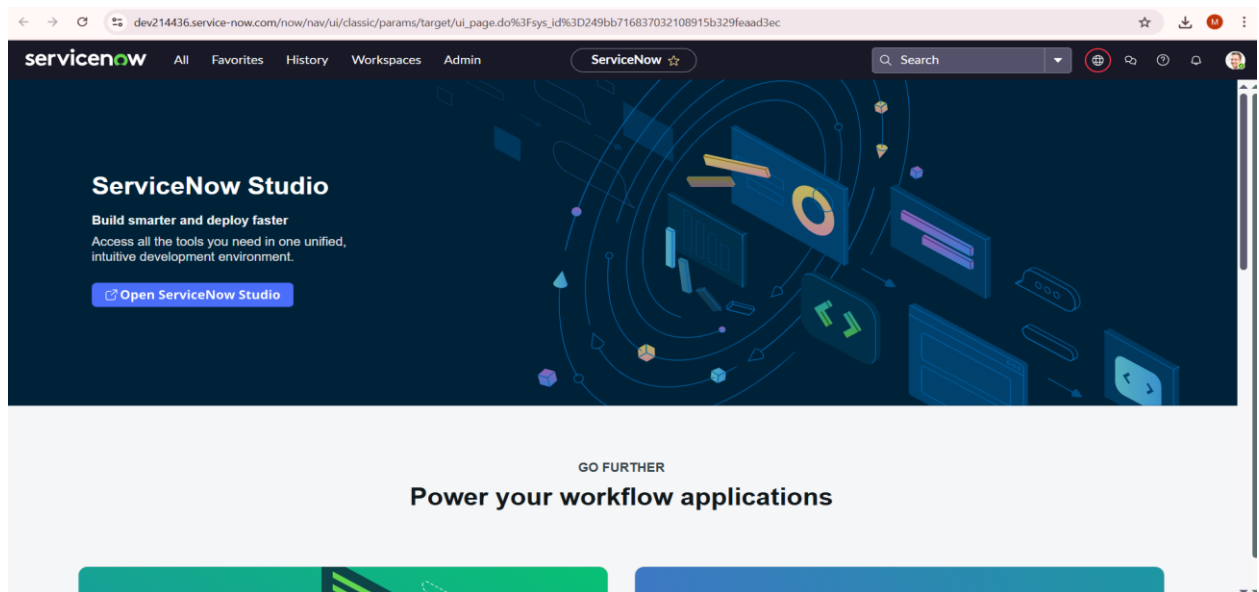 dev214436.service-now.com/now/nav/ui/classic/params/target/ui_page.do%3Fsys_id%3D249bb716837032108915b329feaad3ec
M
servicenow All Favorites History Workspaces Admin ServiceNow Search
ServiceNow Studio
Build smarter and deploy faster
Access all the tools you need in one unified,
intuitive development environment.
Open ServiceNow Studio
GO FURTHER
Power your workflow applications